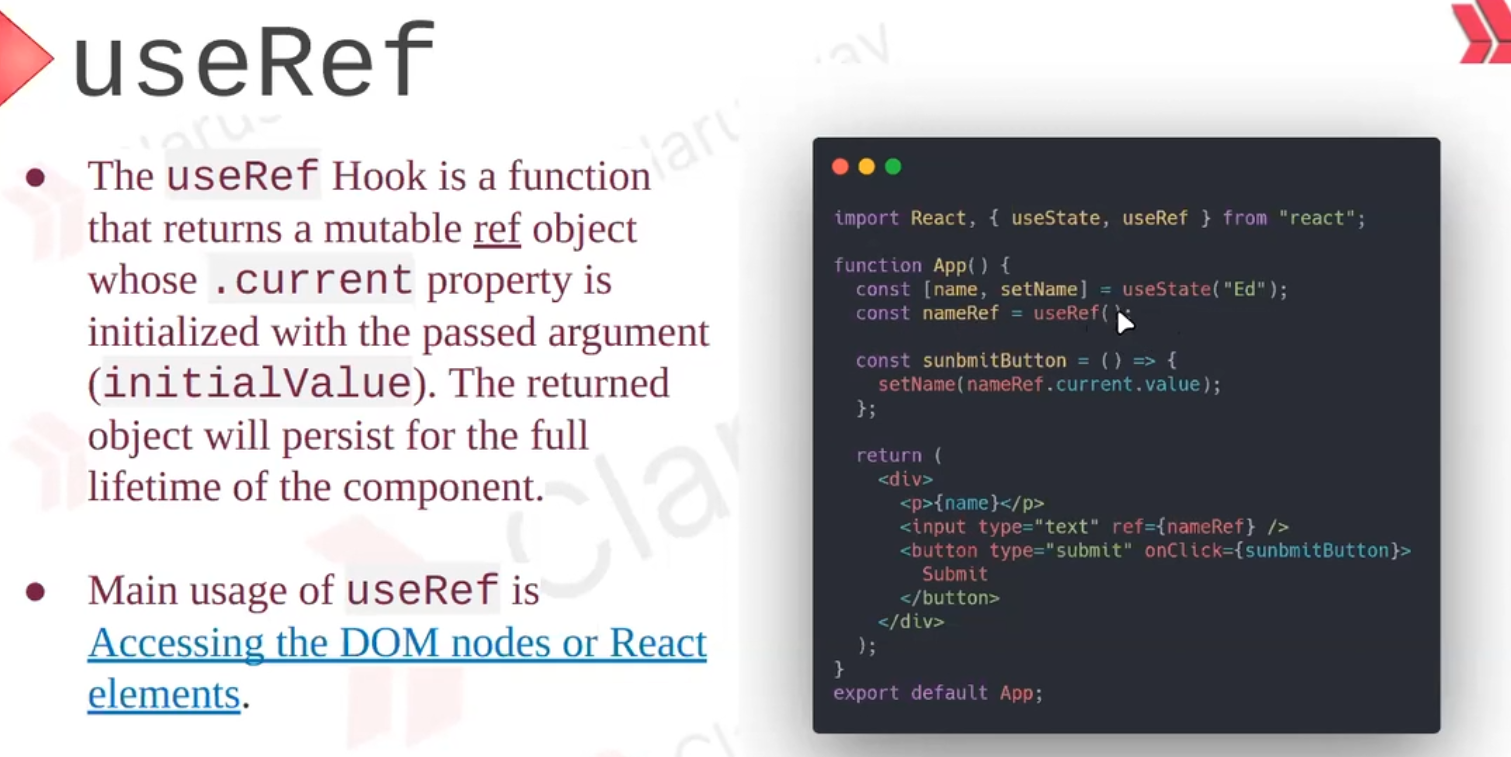 useRef
● The useRef Hook is a function
that returns a mutable ref object
whose .current property is
initialized with the passed argument
(initialValue). The returned
object will persist for the full
lifetime of the component.
● Main usage of useRef is
Accessing the DOM nodes or React
elements.
import React, { useState, useRef } from "react";
function App() {
const [name, setName] = useState("Ed");
const nameRef = useRef();
const sunbmitButton = () => {
setName(nameRef.current.value);
};
return (
<div>
<p>{name}</p>
<input type="text" ref={nameRef} />
<button type="submit" onClick={sunbmitButton}>
Submit
</button>
</div>
);
}
export default App;